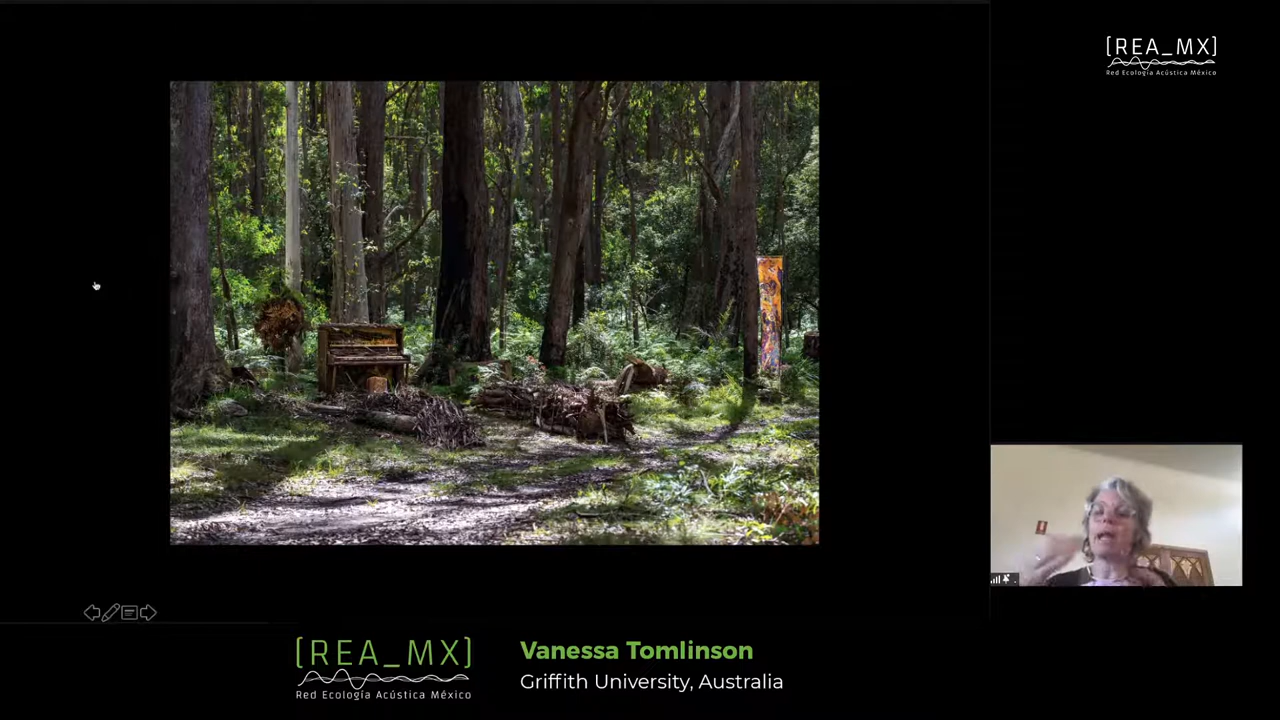 [REA_MX]
Red Ecología Acústica México
[REA_MX]
Red Ecología Acústica México
Vanessa Tomlinson
Griffith University, Australia